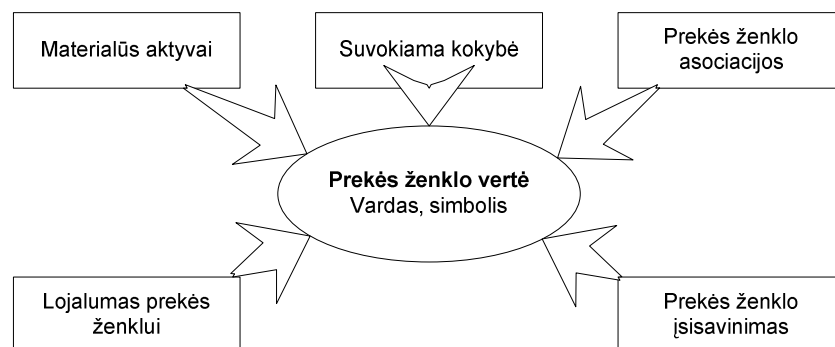 Materialūs aktyvai
Suvokiama kokybė
Prekės ženklo
asociacijos
Prekės ženklo vertė
Vardas, simbolis
Lojalumas prekės
ženklui
Prekės ženklo
įsisavinimas